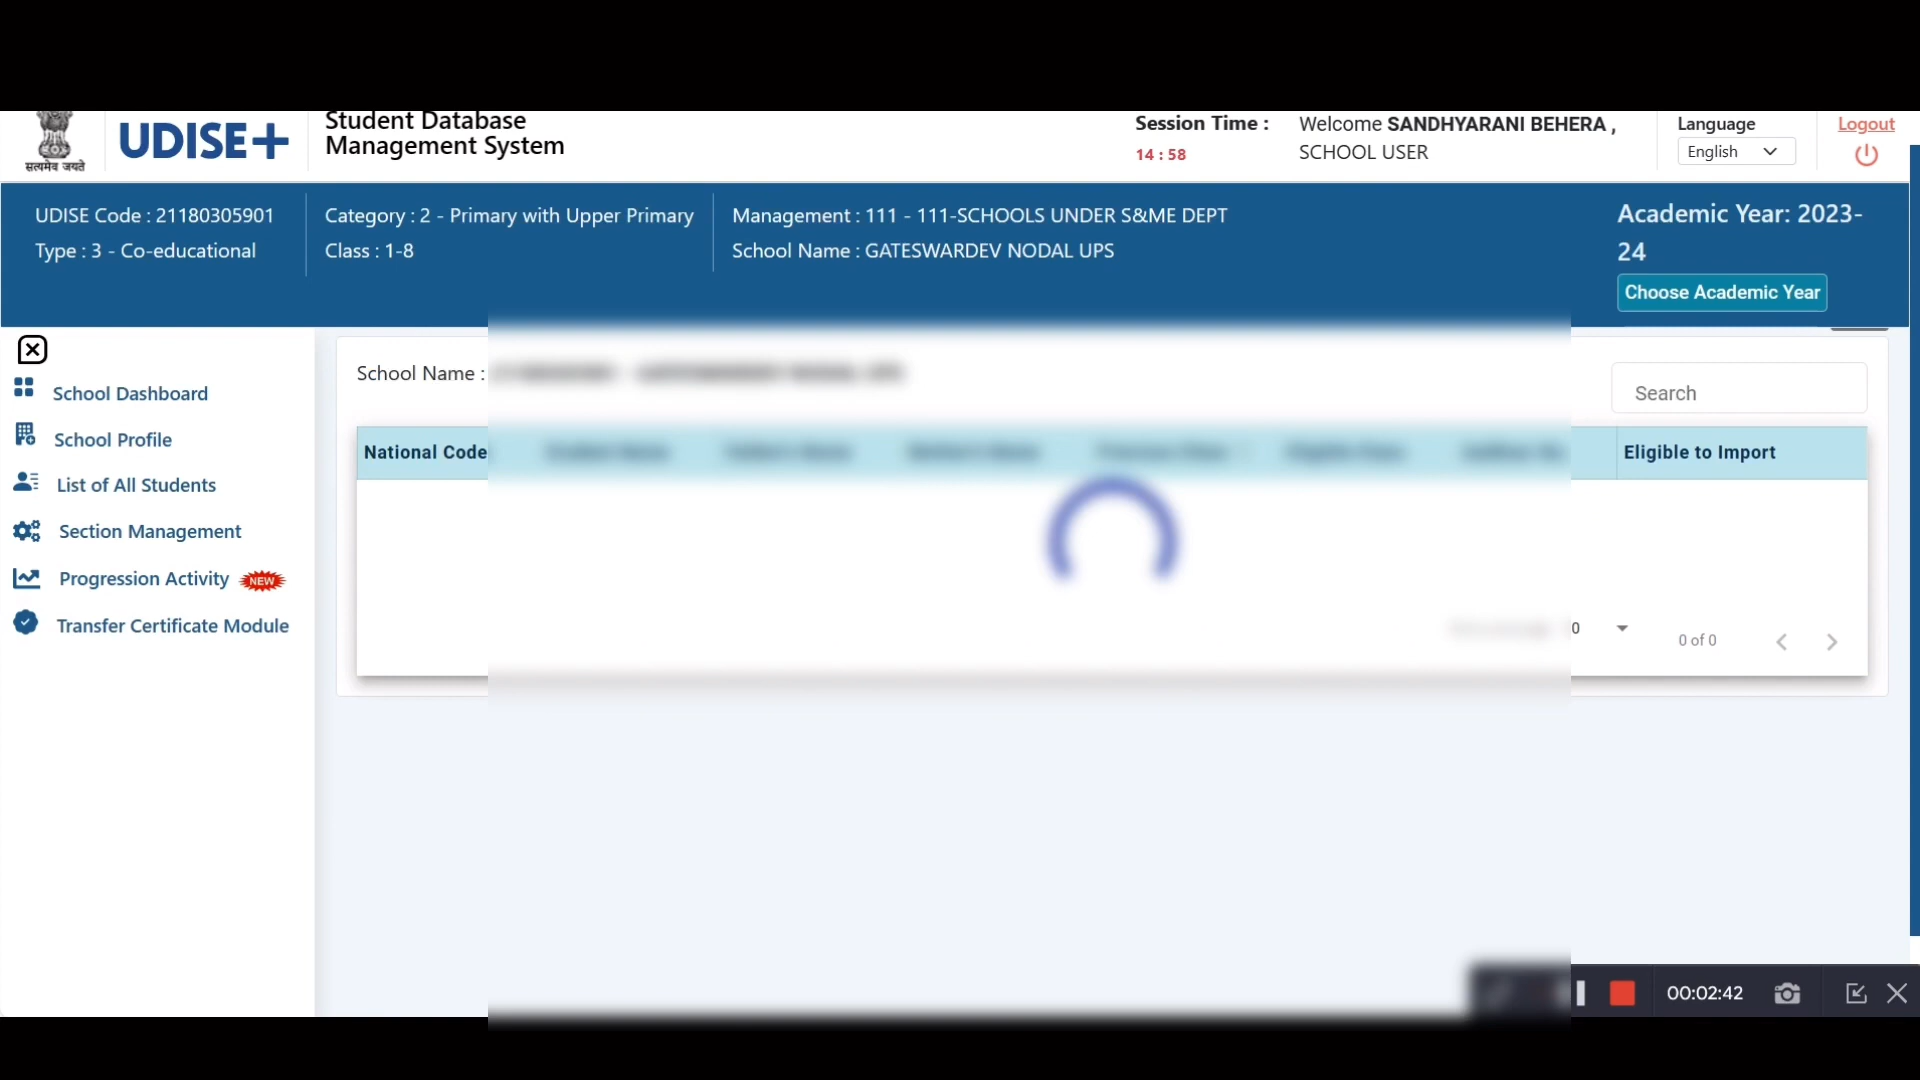 सत्यमेव जयते
UDISE+
Student Database
Management System
Session Time :
14 : 58
Welcome SANDHYARANI BEHERA ,
SCHOOL USER
Language
English
Logout
UDISE Code : 21180305901
Type : 3 - Co-educational
Category : 2 - Primary with Upper Primary
Class : 1-8
Management : 111 - 111-SCHOOLS UNDER S&ME DEPT
School Name : GATESWARDEV NODAL UPS
Academic Year: 2023-
24
Choose Academic Year
School Dashboard
School Profile
List of All Students
Section Management
Progression Activity NEW
Transfer Certificate Module
School Name :
Search
National Code
Eligible to Import
0
0 of 0
00:02:42